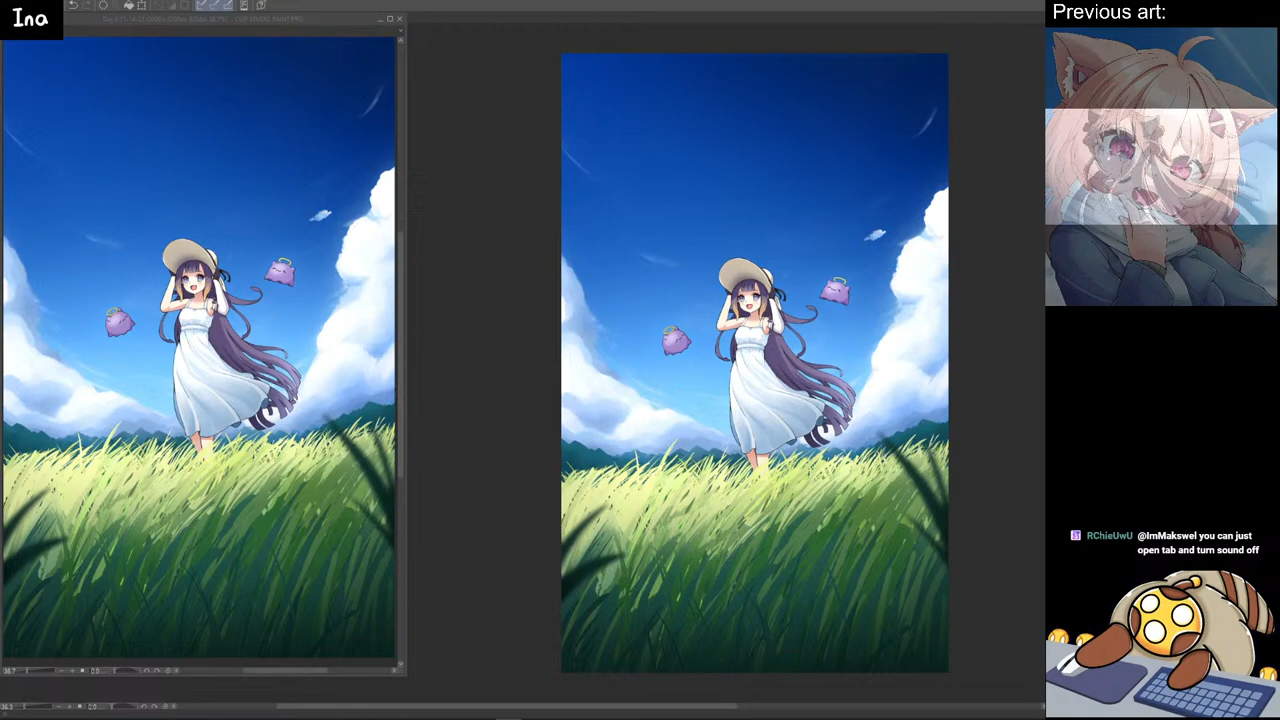 Ina
Previous art:
RChieUwU @ImMakswel you can just
open tab and turn sound off